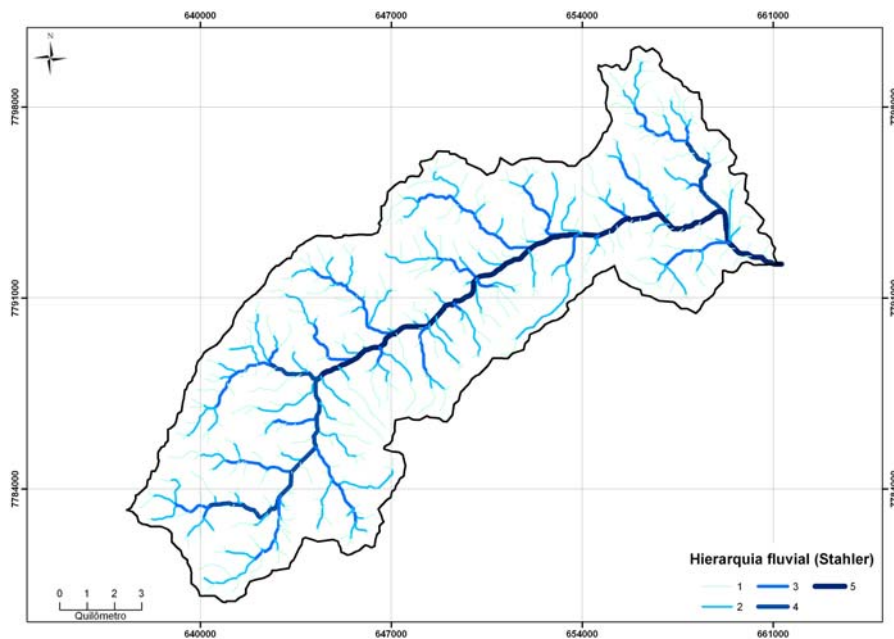 640000 647000 654000 661000
N
7798000 7798000
7791000 7791000
7784000 7784000
Hierarquia fluvial (Stahler)
1 3 5
2 4
0 1 2 3
Quilômetro
640000 647000 654000 661000